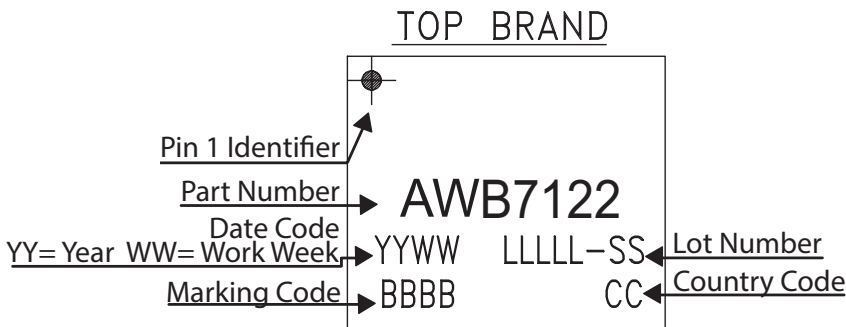 TOP BRAND
Pin 1 Identifier
Part Number
AWB7122
Date Code
YY= Year WW= Work Week
YYWW LLLLL-SS
Lot Number
Marking Code
BBBB CC
Country Code